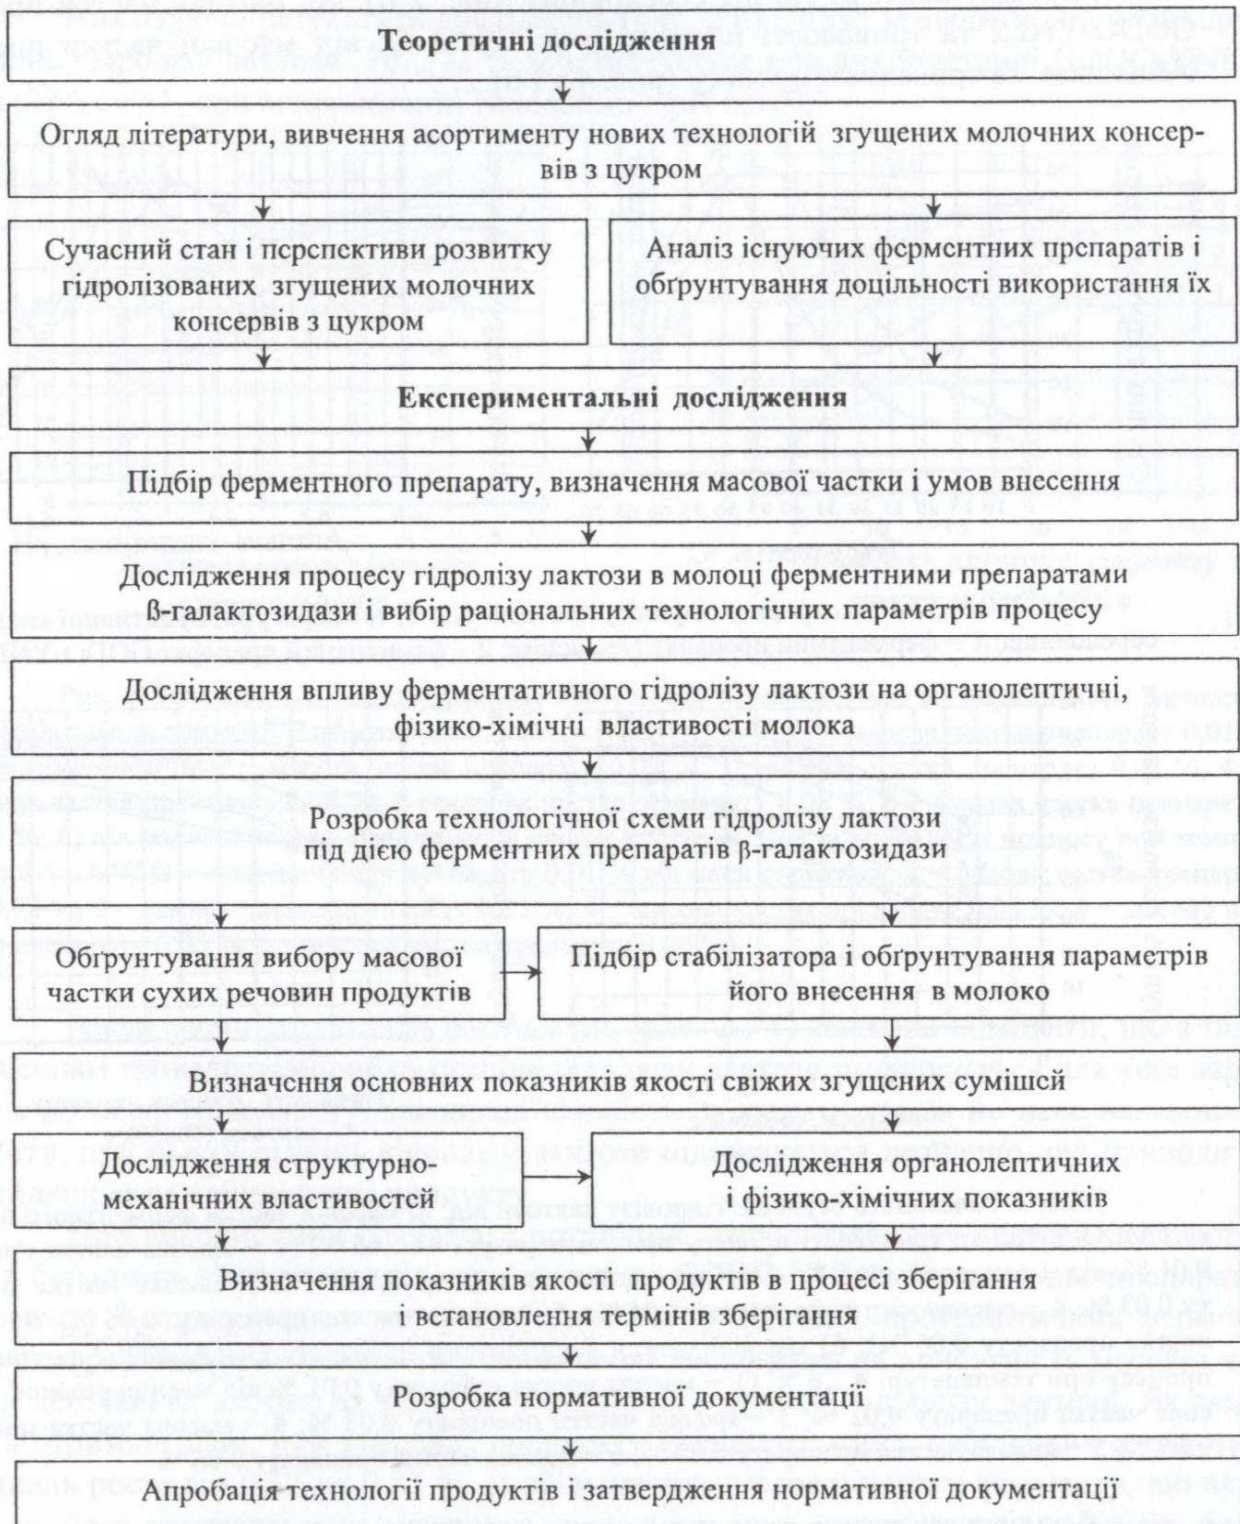 Теоретичні дослідження
Огляд літератури, вивчення асортименту нових технологій згущених молочних консер-
вів з цукром
Сучасний стан і перспективи розвитку
гідролізованих згущених молочних
консервів з цукром
Аналіз існуючих ферментних препаратів і
обґрунтування доцільності використання їх
Експериментальні дослідження
Підбір ферментного препарату, визначення масової частки і умов внесення
Дослідження процесу гідролізу лактози в молоці ферментними препаратами
β-галактозидази і вибір раціональних технологічних параметрів процесу
Дослідження впливу ферментативного гідролізу лактози на органолептичні,
фізико-хімічні властивості молока
Розробка технологічної схеми гідролізу лактози
під дією ферментних препаратів β-галактозидази
Обґрунтування вибору масової
частки сухих речовин продуктів
Підбір стабілізатора і обґрунтування параметрів
його внесення в молоко
Визначення основних показників якості свіжих згущених сумішей
Дослідження структурно-
механічних властивостей
Дослідження органолептичних
і фізико-хімічних показників
Визначення показників якості продуктів в процесі зберігання
і встановлення термінів зберігання
Розробка нормативної документації
Апробація технології продуктів і затвердження нормативної документації